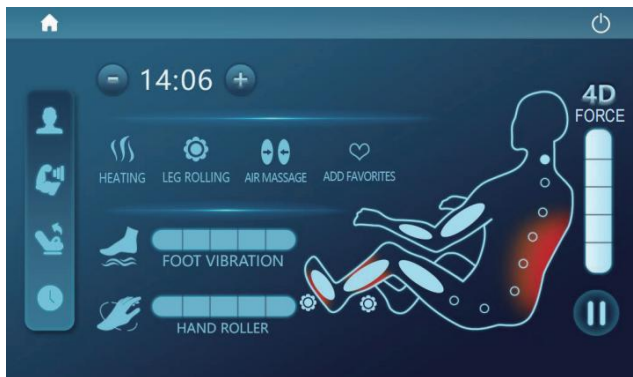 14:06
4D
FORCE
HEATING
LEG ROLLING
AIR MASSAGE
ADD FAVORITES
FOOT VIBRATION
HAND ROLLER